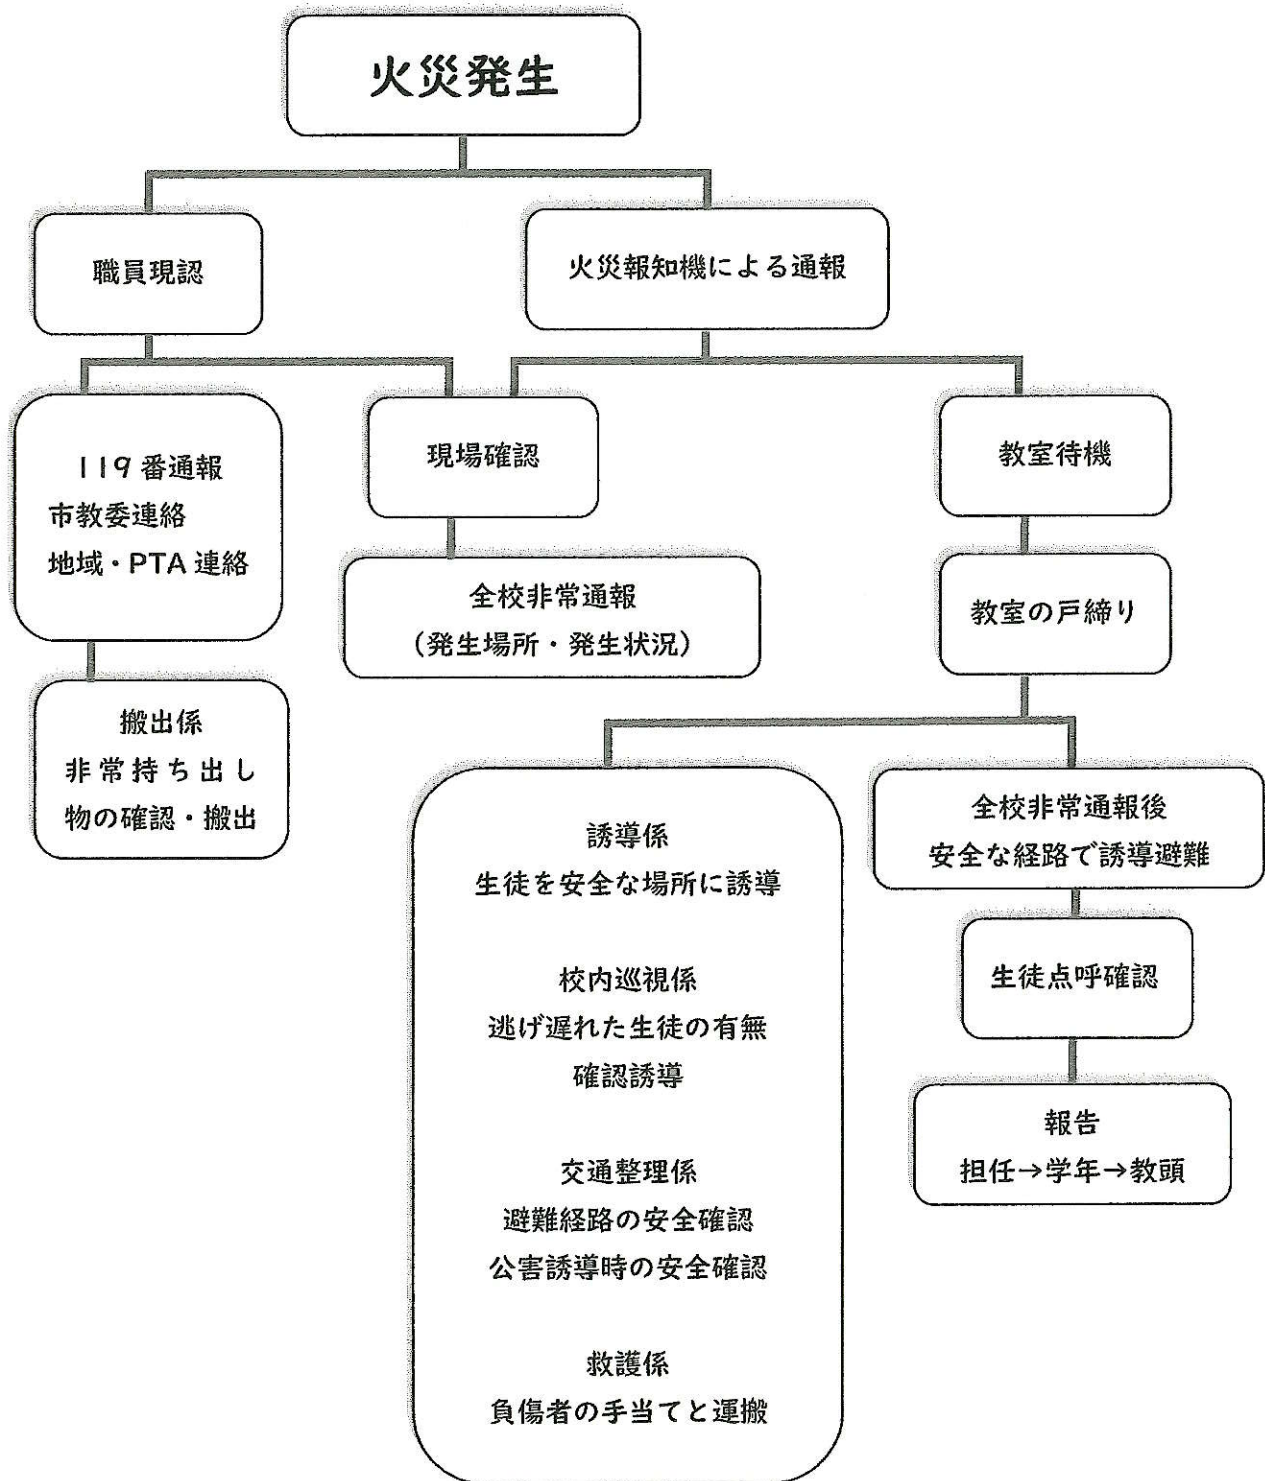 火災発生
職員現認
火災報知機による通報
119番通報
市教委連絡
地域・PTA連絡
現場確認
教室待機
全校非常通報
（発生場所・発生状況）
教室の戸締り
搬出係
非常持ち出し
物の確認・搬出
誘導係
生徒を安全な場所に誘導
校内巡視係
逃げ遅れた生徒の有無
確認誘導
交通整理係
避難経路の安全確認
公害誘導時の安全確認
救護係
負傷者の手当てと運搬
全校非常通報後
安全な経路で誘導避難
生徒点呼確認
報告
担任→学年→教頭